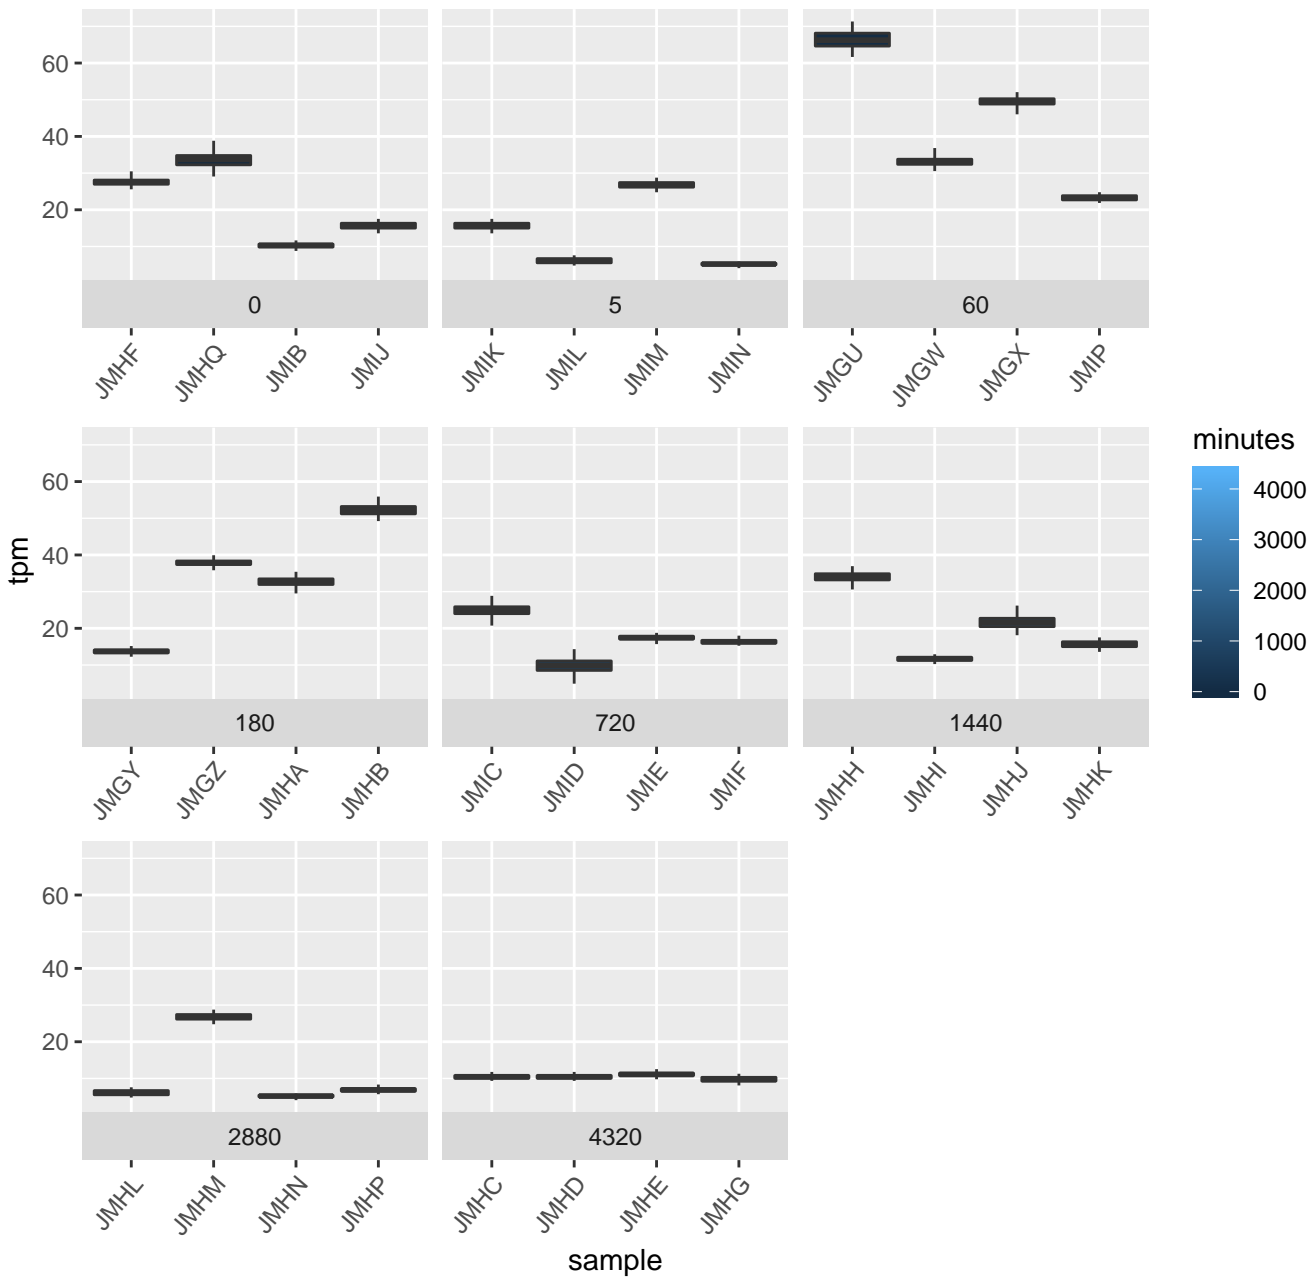 60
40
20
0
5
60
JMHF
JMHQ
JMIB
JMIJ
JMIK
JMIL
JMIM
JMIN
JMGU
JMGW
JMGX
JMIP
tpm
60
40
20
180
720
1440
JMGY
JMGZ
JMHA
JMHB
JMIC
JMID
JMIE
JMIF
JMHH
JMHI
JMHJ
JMHK
minutes
4000
3000
2000
1000
0
60
40
20
2880
4320
JMHL
JMHM
JMHN
JMHP
JMHC
JMHD
JMHE
JMHG
sample